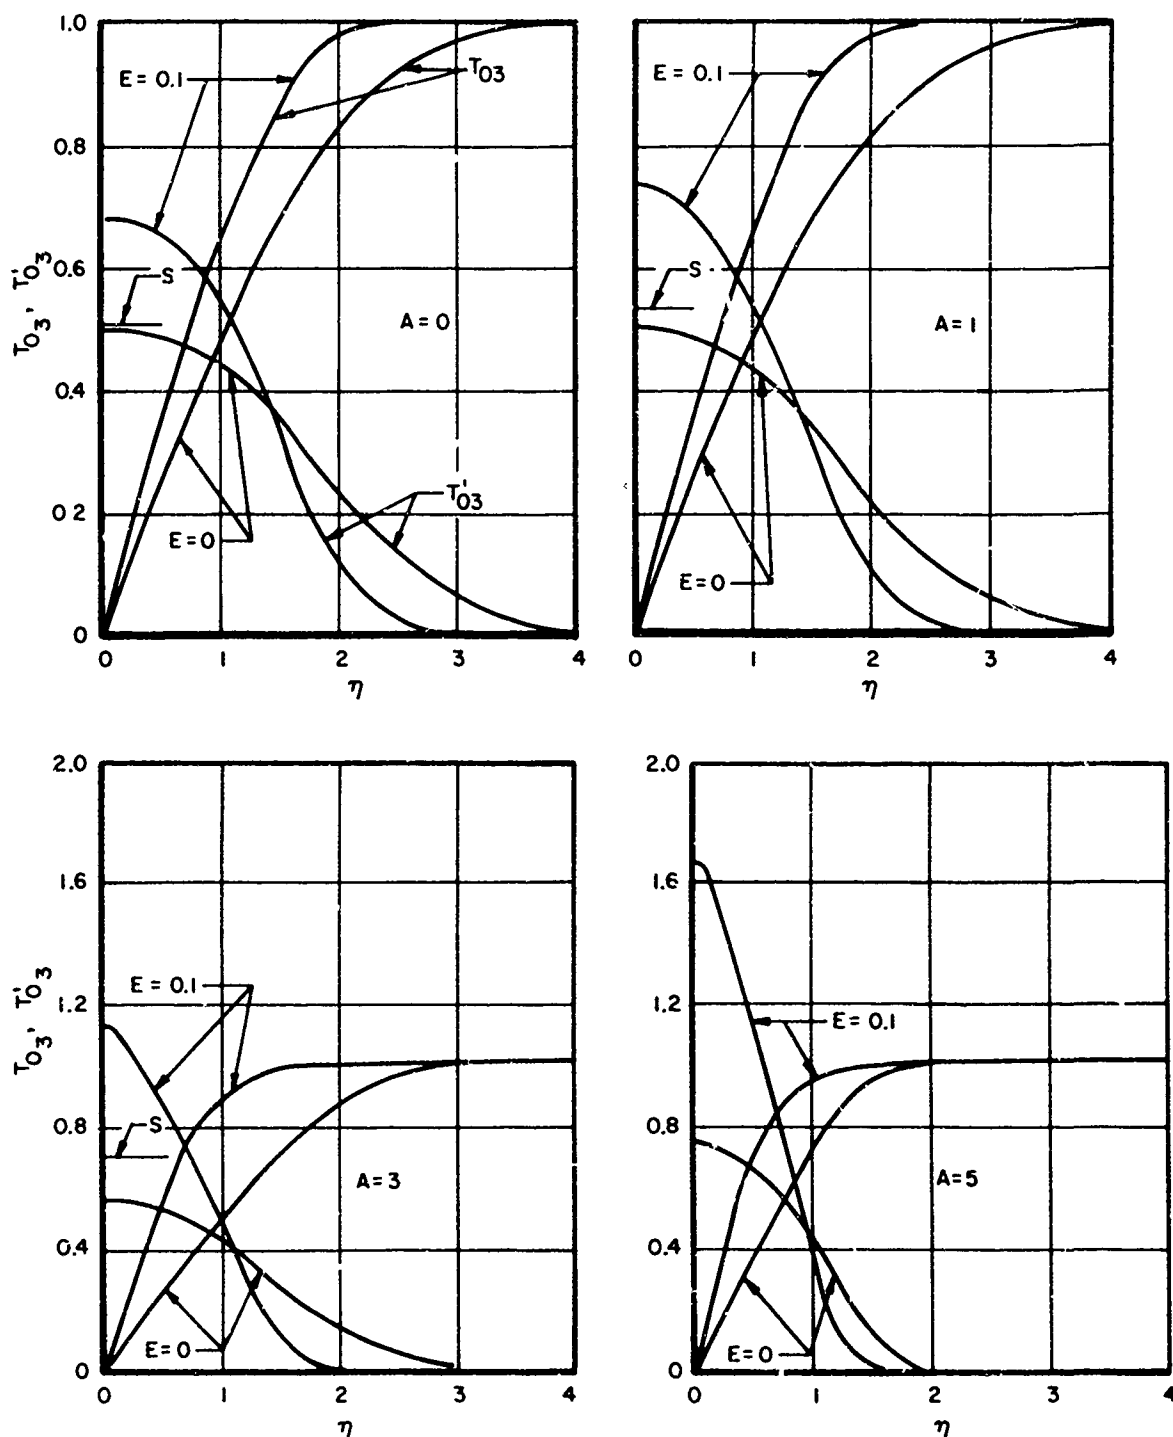 1.0
0.8
0.6
0.4
0.2
0
T₀₃, T'₀₃
E = 0.1
T₀₃
S
A = 0
T'₀₃
E = 0
0 1 2 3 4
η
E = 0.1
S
A = 1
E = 0
0 1 2 3 4
η
2.0
1.6
1.2
0.8
0.4
0
T₀₃, T'₀₃
E = 0.1
S
A = 3
E = 0
0 1 2 3 4
η
2.0
1.6
1.2
0.8
0.4
0
E = 0.1
A = 5
E = 0
0 1 2 3 4
η